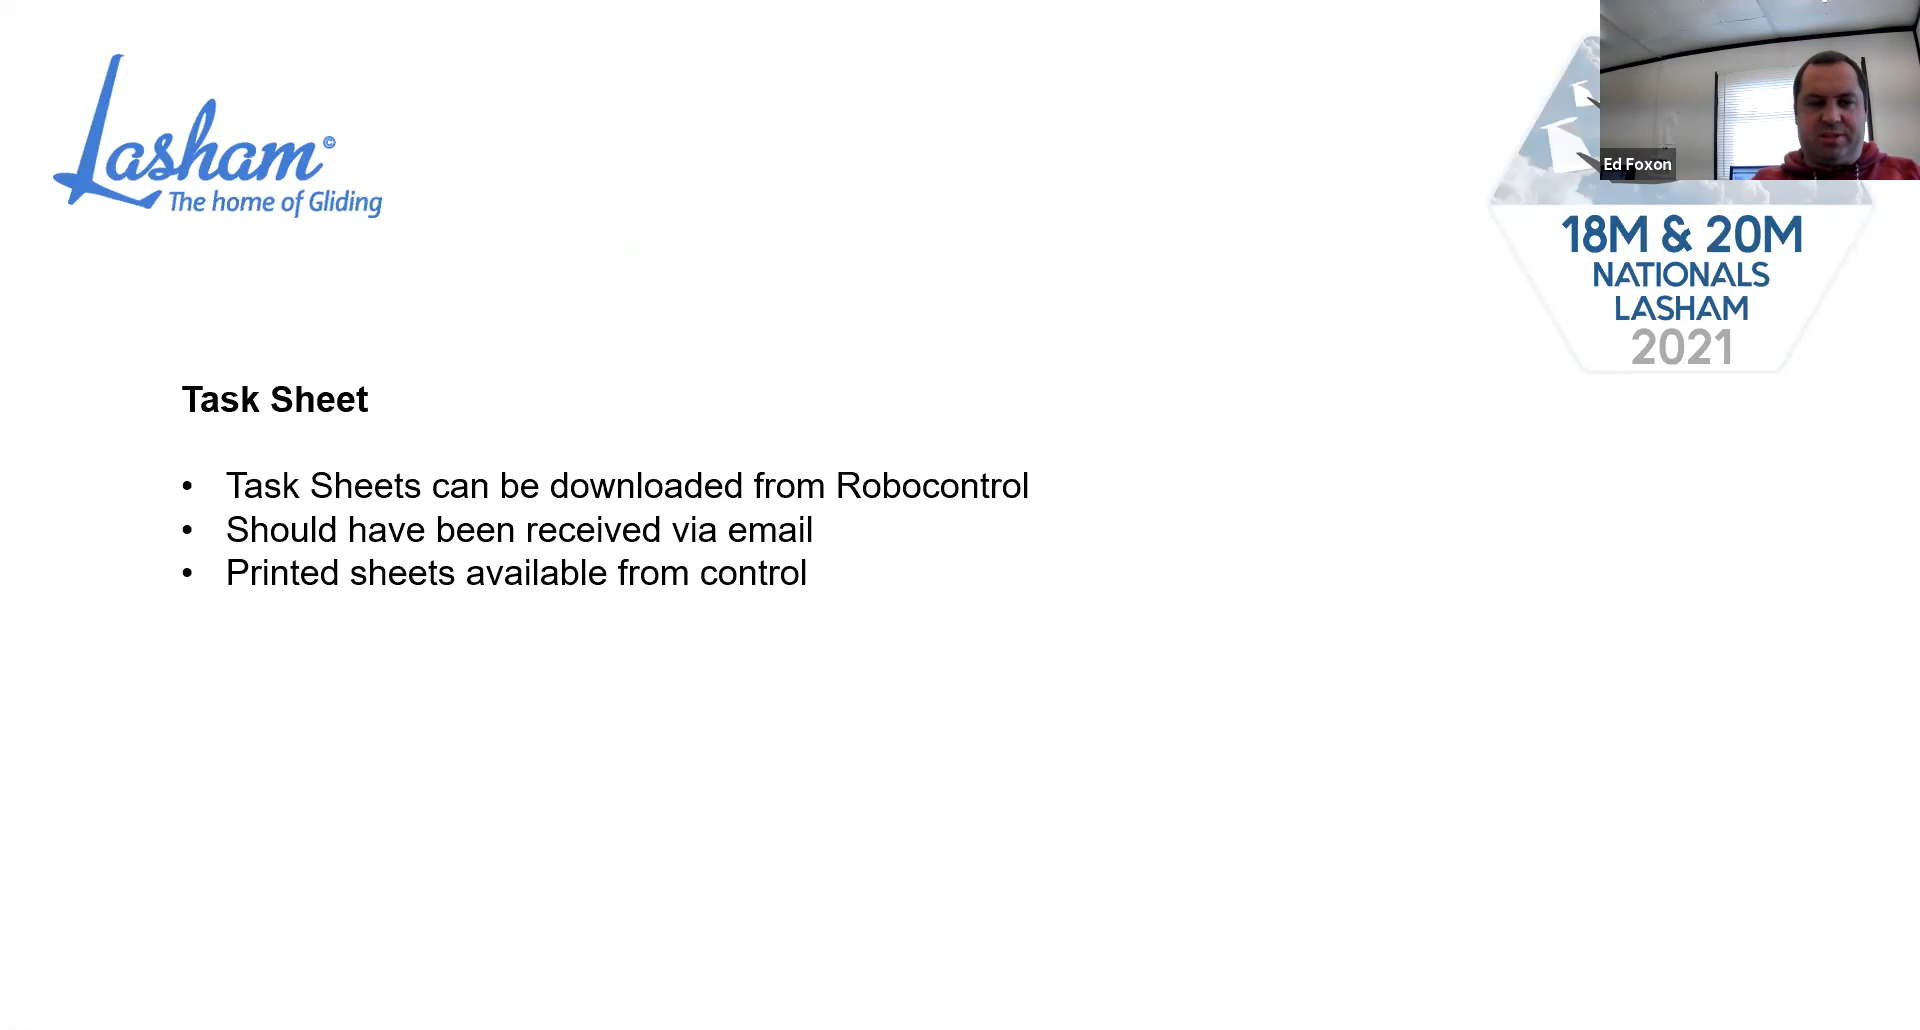 Lasham©
The home of Gliding
Ed Foxon
18M & 20M
NATIONALS
LASHAM
2021
Task Sheet
• Task Sheets can be downloaded from Robocontrol
• Should have been received via email
• Printed sheets available from control